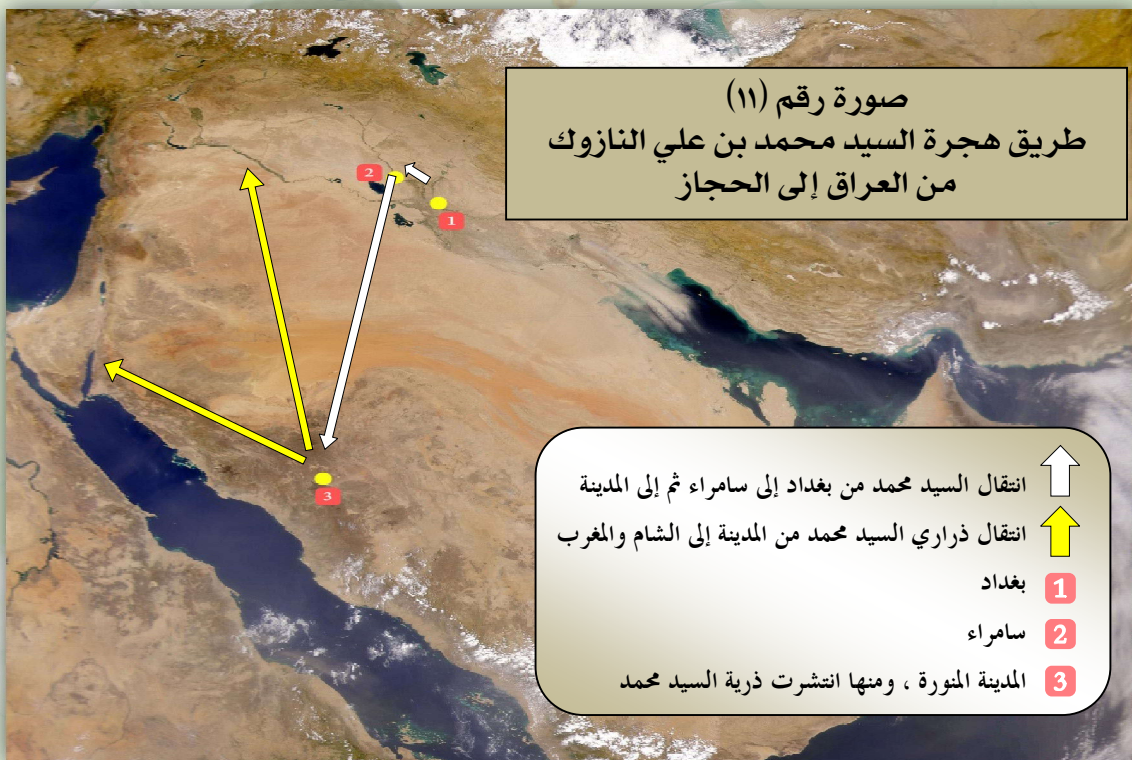 صورة رقم (١١)
طريق هجرة السيد محمد بن علي النازوك
من العراق إلى الحجاز
2
1
3
انتقال السيد محمد من بغداد إلى سامراء ثم إلى المدينة
انتقال ذراري السيد محمد من المدينة إلى الشام والمغرب
1 بغداد
2 سامراء
3 المدينة المنورة ، ومنها انتشرت ذرية السيد محمد